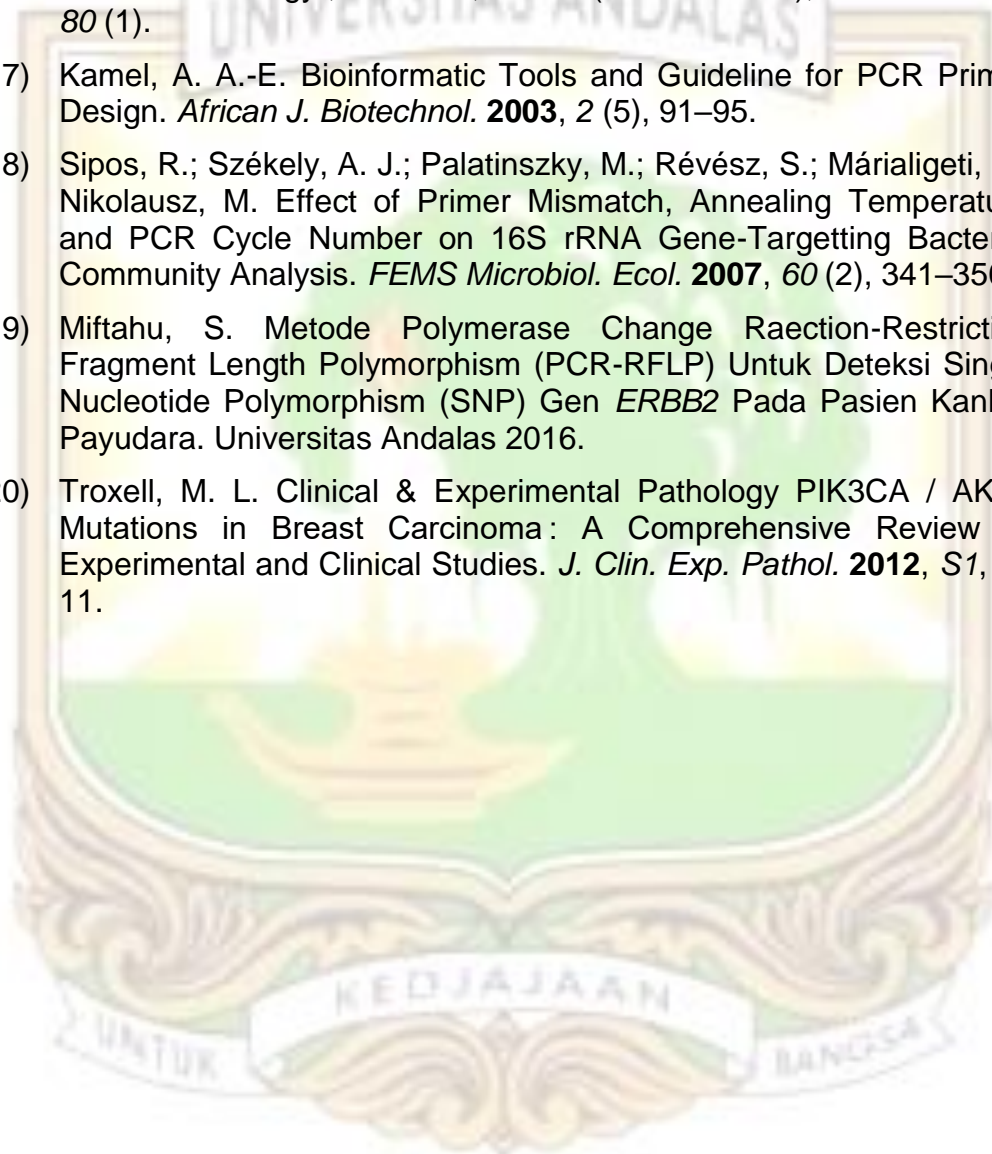 UNIVERSITAS ANDALAS
80 (1).
7) Kamel, A. A.-E. Bioinformatic Tools and Guideline for PCR Prim
Design. African J. Biotechnol. 2003, 2 (5), 91–95.
8) Sipos, R.; Székely, A. J.; Palatinszky, M.; Révész, S.; Márialigeti,
Nikolausz, M. Effect of Primer Mismatch, Annealing Temperatu
and PCR Cycle Number on 16S rRNA Gene-Targetting Bacter
Community Analysis. FEMS Microbiol. Ecol. 2007, 60 (2), 341–35
9) Miftahu, S. Metode Polymerase Change Raection-Restricti
Fragment Length Polymorphism (PCR-RFLP) Untuk Deteksi Sing
Nucleotide Polymorphism (SNP) Gen ERBB2 Pada Pasien Kank
Payudara. Universitas Andalas 2016.
0) Troxell, M. L. Clinical & Experimental Pathology PIK3CA / AK
Mutations in Breast Carcinoma : A Comprehensive Review
Experimental and Clinical Studies. J. Clin. Exp. Pathol. 2012, S1,
11.
KEDJAJAAN
UNTUK BANGSA